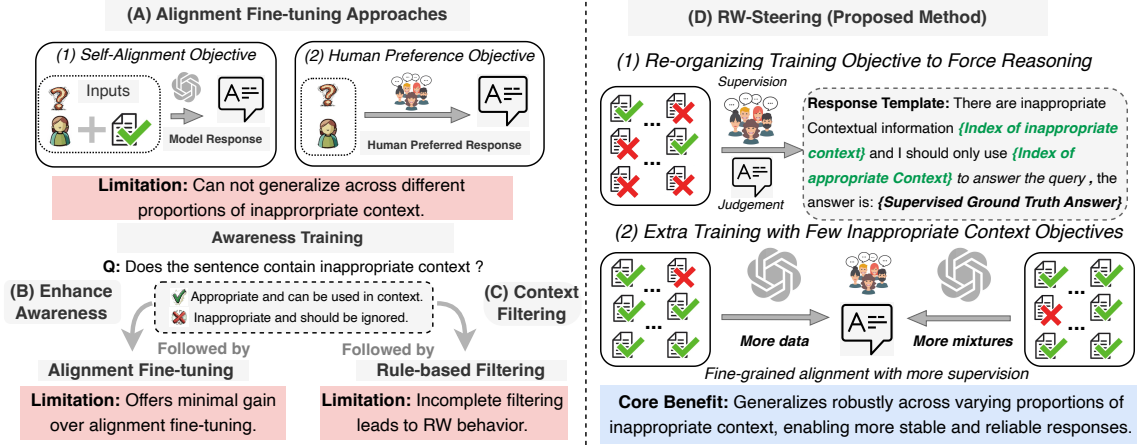 (A) Alignment Fine-tuning Approaches
(1) Self-Alignment Objective
Inputs
Model Response
A
(2) Human Preference Objective
Human Preferred Response
A
Limitation: Can not generalize across different
proportions of inapprorpriate context.
Awareness Training
Q: Does the sentence contain inappropriate context ?
Appropriate and can be used in context.
Inappropriate and should be ignored.
(B) Enhance
Awareness
(C) Context
Filtering
Followed by
Followed by
Alignment Fine-tuning
Rule-based Filtering
Limitation: Offers minimal gain
over alignment fine-tuning.
Limitation: Incomplete filtering
leads to RW behavior.
(D) RW-Steering (Proposed Method)
(1) Re-organizing Training Objective to Force Reasoning
...
...
Supervision
A
Judgement
Response Template: There are inappropriate
Contextual information {Index of inappropriate
context} and I should only use {Index of
appropriate Context} to answer the query , the
answer is: {Supervised Ground Truth Answer}
(2) Extra Training with Few Inappropriate Context Objectives
...
...
More data
A
More mixtures
...
...
Fine-grained alignment with more supervision
Core Benefit: Generalizes robustly across varying proportions of
inappropriate context, enabling more stable and reliable responses.